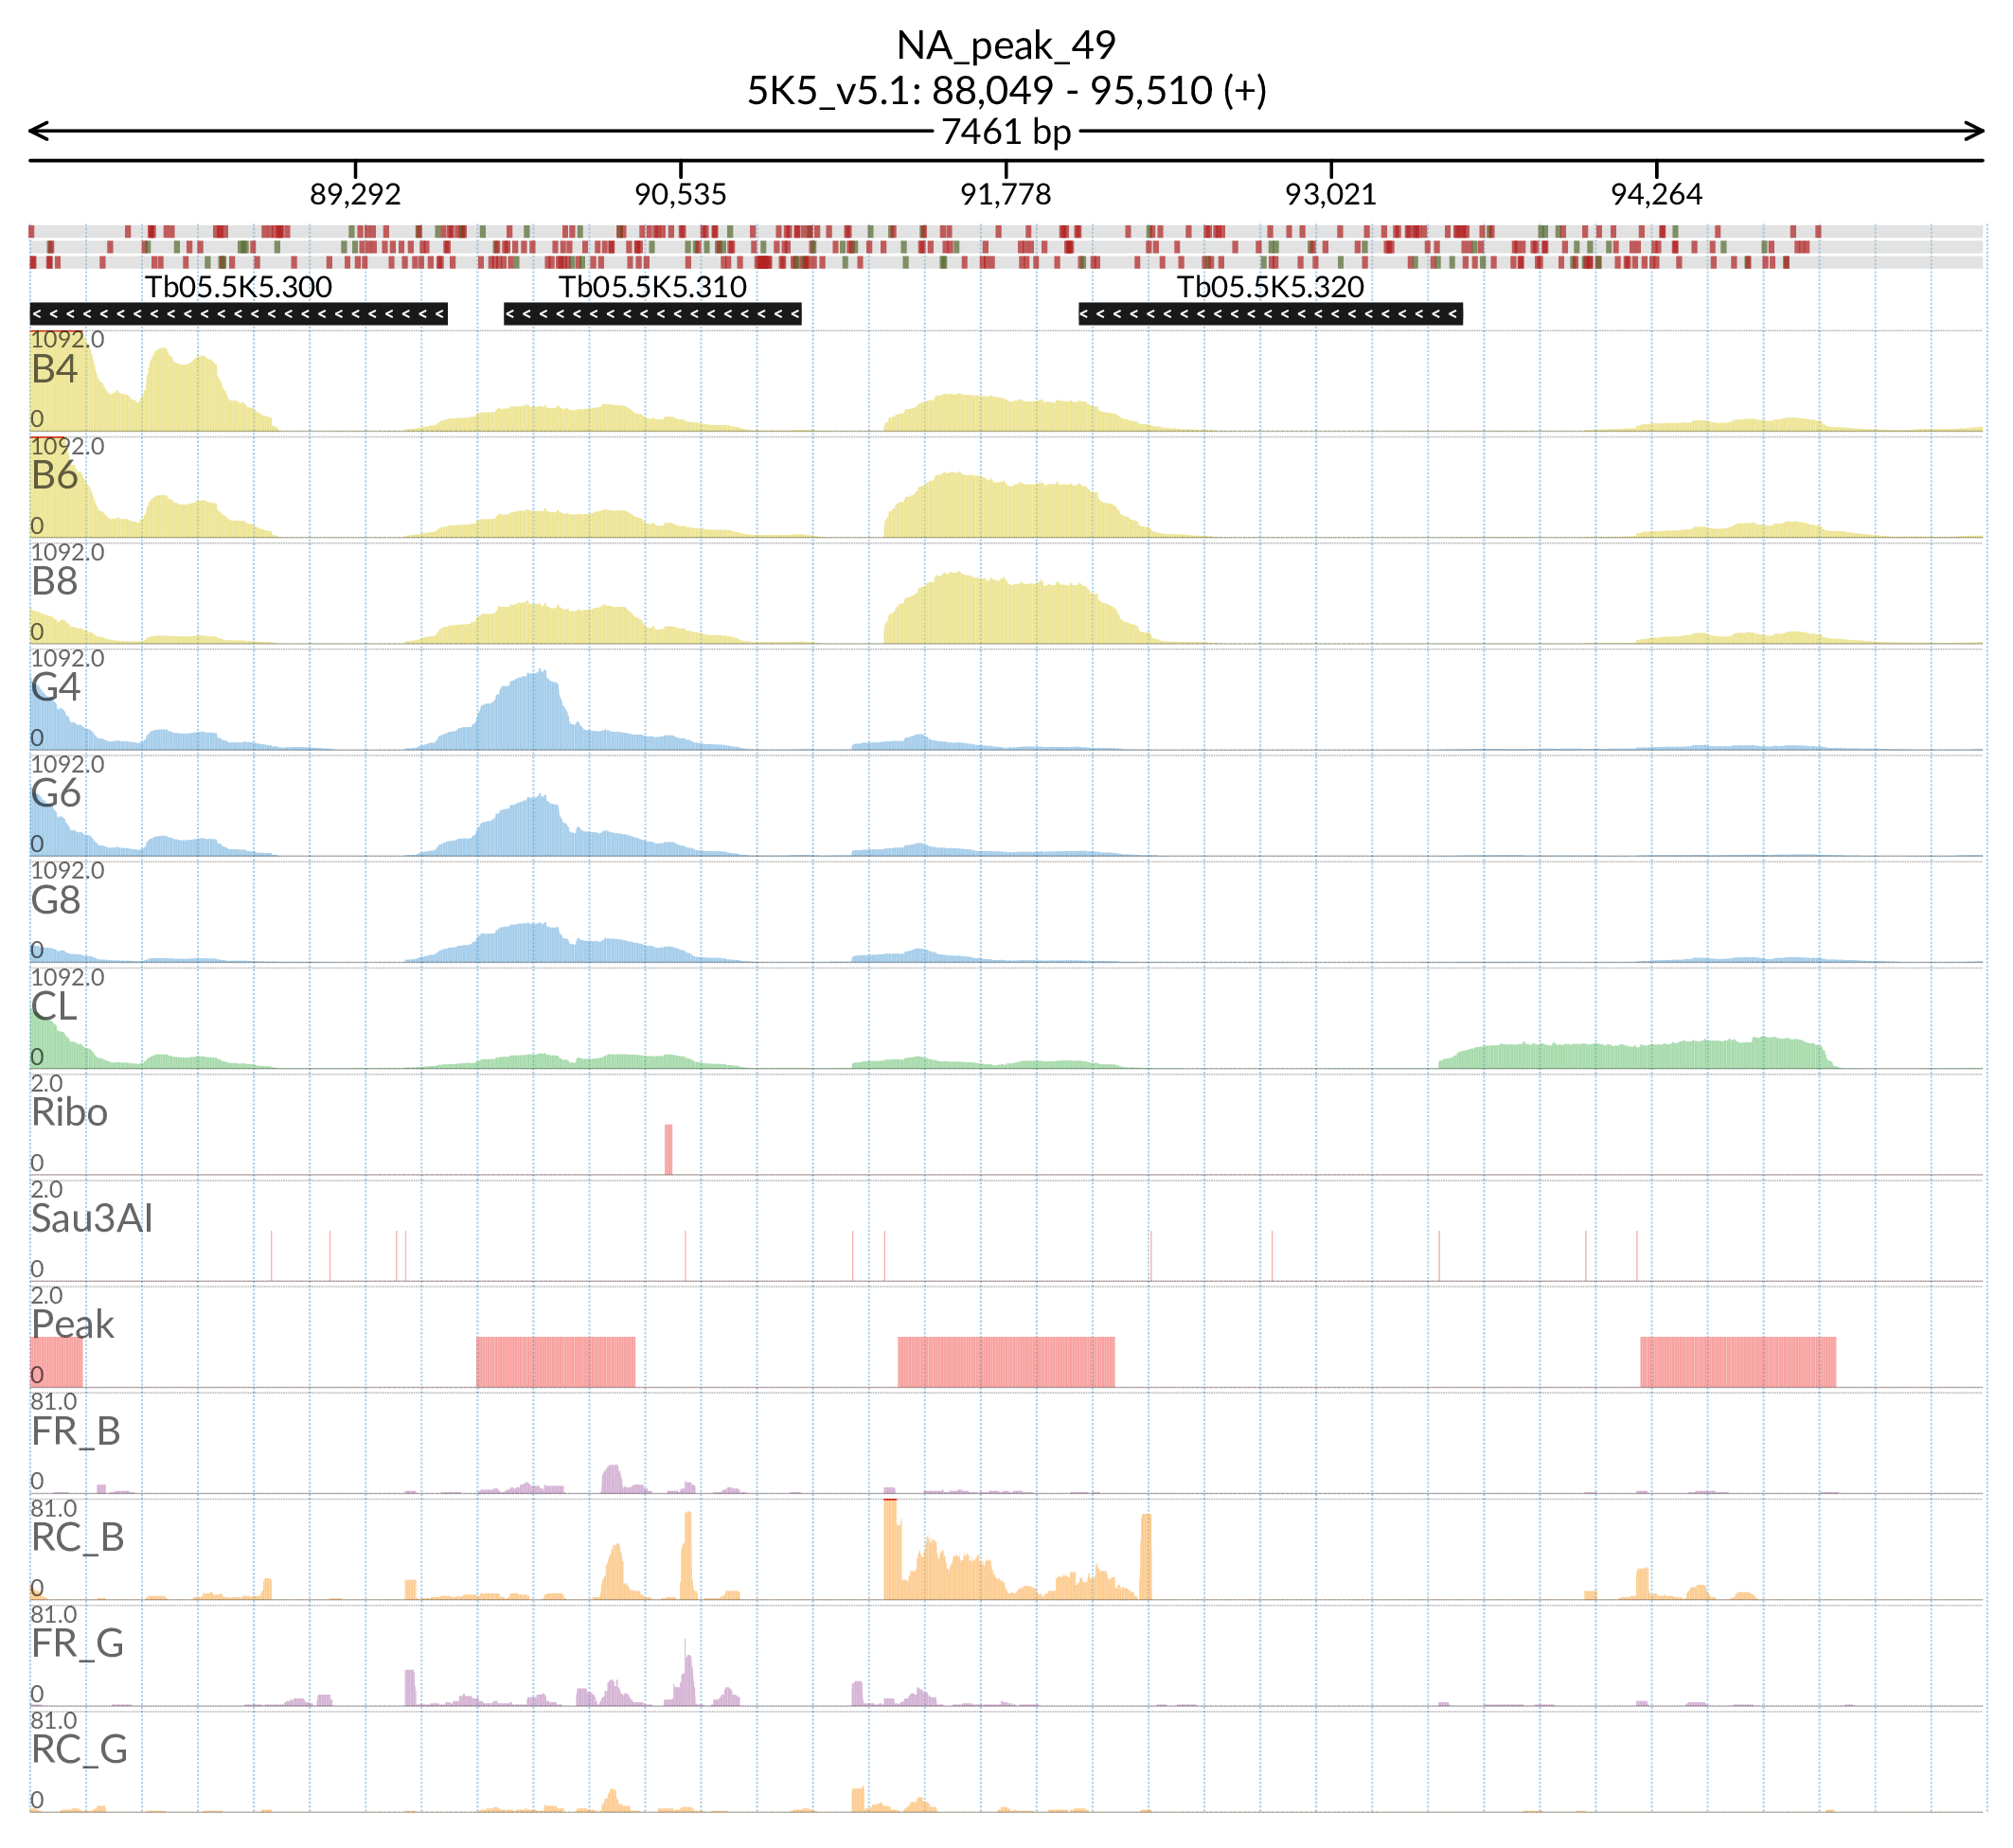 NA_peak_49
5K5_v5.1: 88,049 - 95,510 (+)
7461 bp
89,292 90,535 91,778 93,021 94,264
Tb05.5K5.300 Tb05.5K5.310 Tb05.5K5.320
1092.0
B4
0
1092.0
B6
0
1092.0
B8
0
1092.0
G4
0
1092.0
G6
0
1092.0
G8
0
1092.0
CL
0
2.0
Ribo
0
2.0
Sau3AI
0
2.0
Peak
0
81.0
FR_B
0
81.0
RC_B
0
81.0
FR_G
0
81.0
RC_G
0